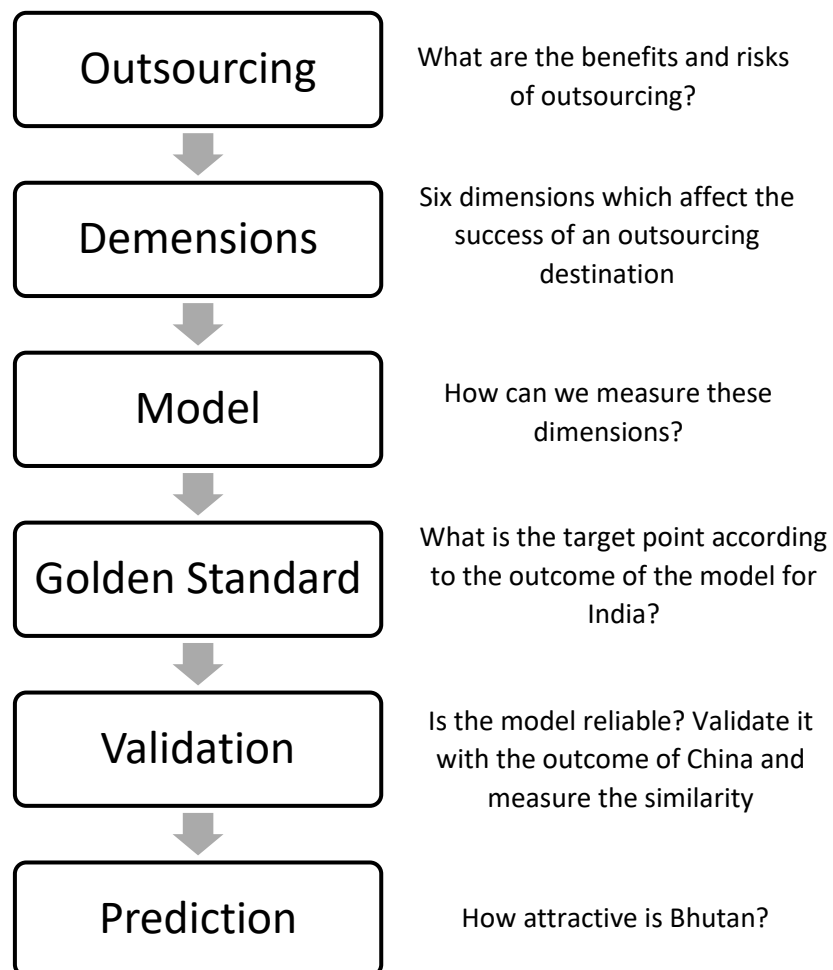 Outsourcing
What are the benefits and risks
of outsourcing?
Demensions
Six dimensions which affect the
success of an outsourcing
destination
Model
How can we measure these
dimensions?
Golden Standard
What is the target point according
to the outcome of the model for
India?
Validation
Is the model reliable? Validate it
with the outcome of China and
measure the similarity
Prediction
How attractive is Bhutan?